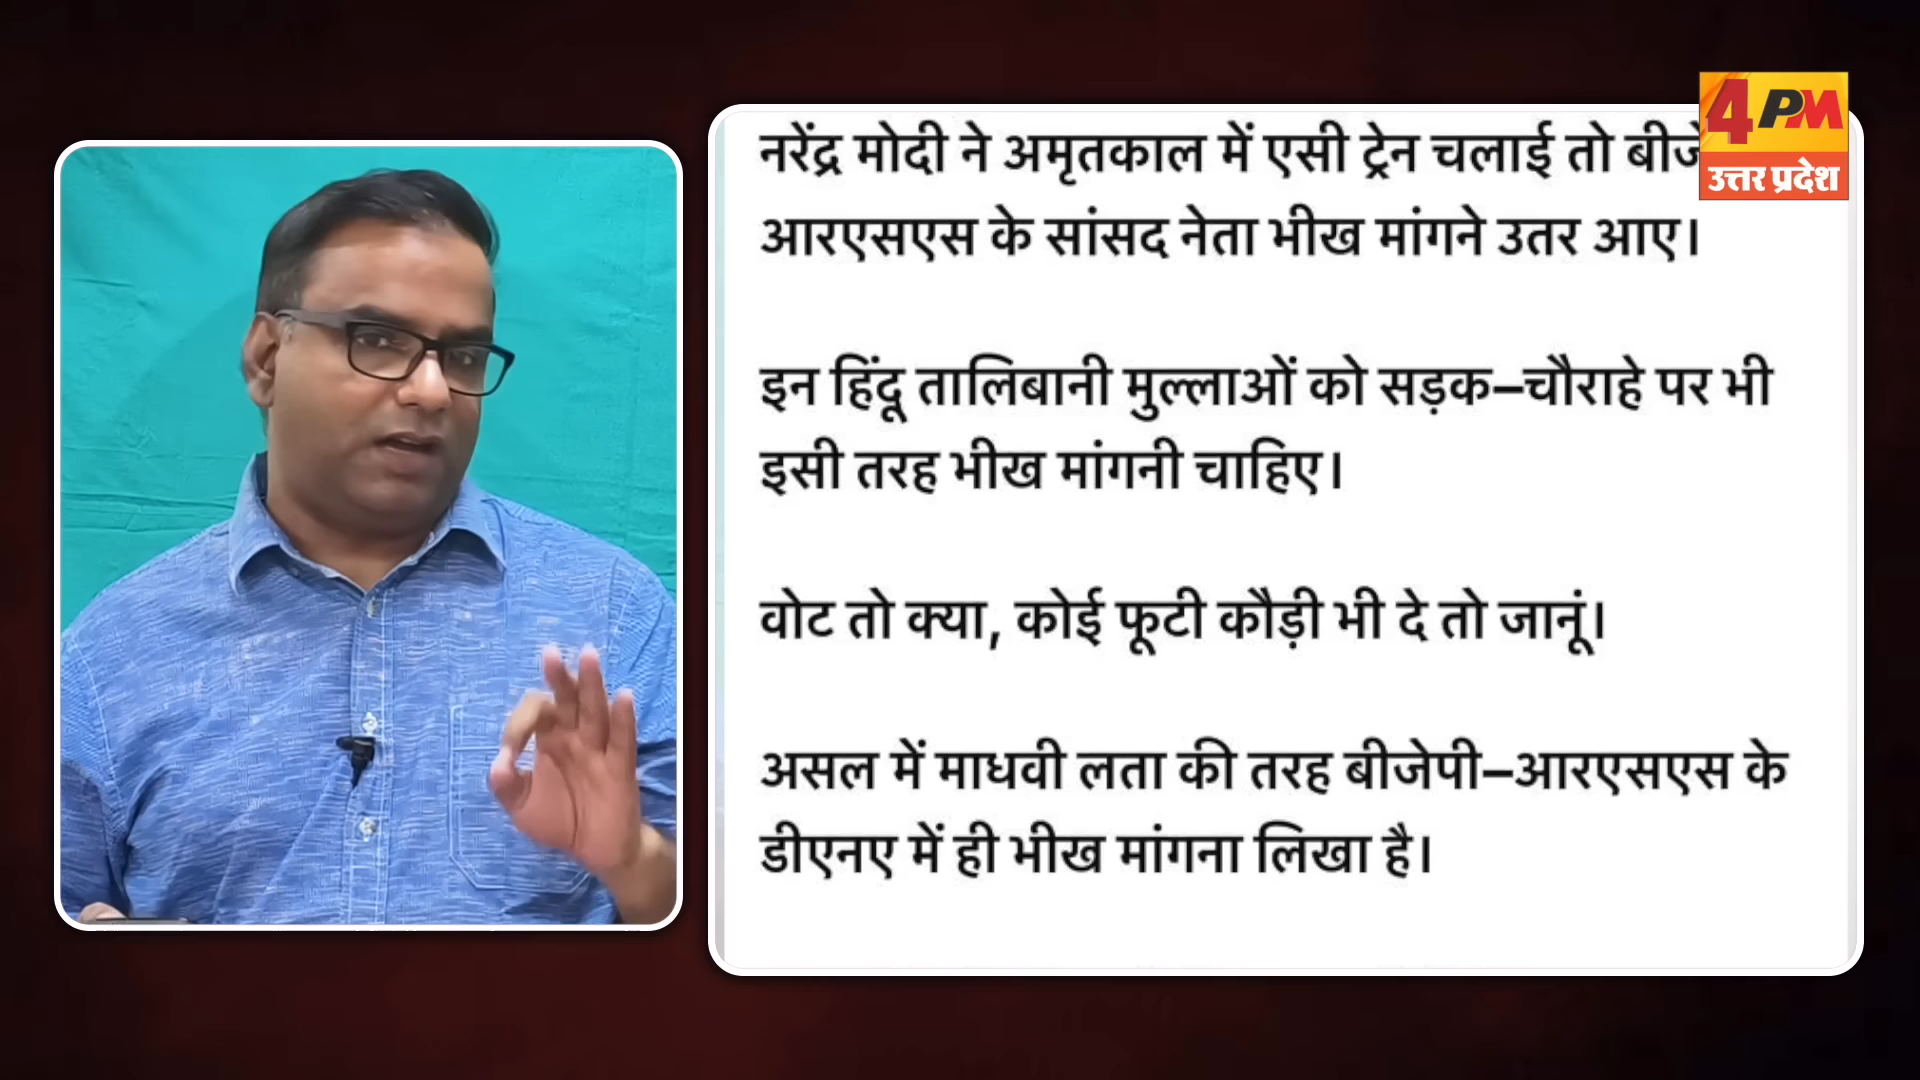 4PM
उत्तर प्रदेश
नरेंद्र मोदी ने अमृतकाल में एसी ट्रेन चलाई तो
आरएसएस के सांसद नेता भीख मांगने उतर आए।
इन हिंदू तालिबानी मुल्लाओं को सड़क–चौराहे पर भी
इसी तरह भीख मांगनी चाहिए।
वोट तो क्या, कोई फूटी कौड़ी भी दे तो जानूं।
असल में माधवी लता की तरह बीजेपी–आरएसएस के
डीएनए में ही भीख मांगना लिखा है।